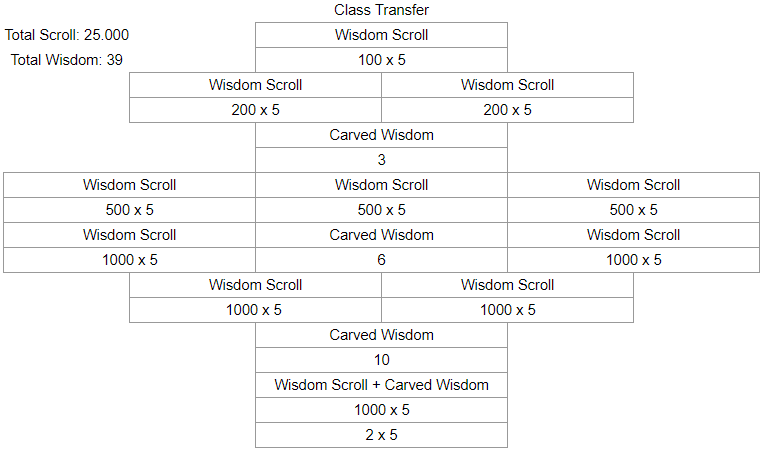 Class Transfer
Total Scroll: 25.000 Wisdom Scroll
Total Wisdom: 39 100 x 5
Wisdom Scroll Wisdom Scroll
200 x 5 200 x 5
Carved Wisdom
3
Wisdom Scroll Wisdom Scroll Wisdom Scroll
500 x 5 500 x 5 500 x 5
Wisdom Scroll Carved Wisdom Wisdom Scroll
1000 x 5 6 1000 x 5
Wisdom Scroll Wisdom Scroll
1000 x 5 1000 x 5
Carved Wisdom
10
Wisdom Scroll + Carved Wisdom
1000 x 5
2 x 5